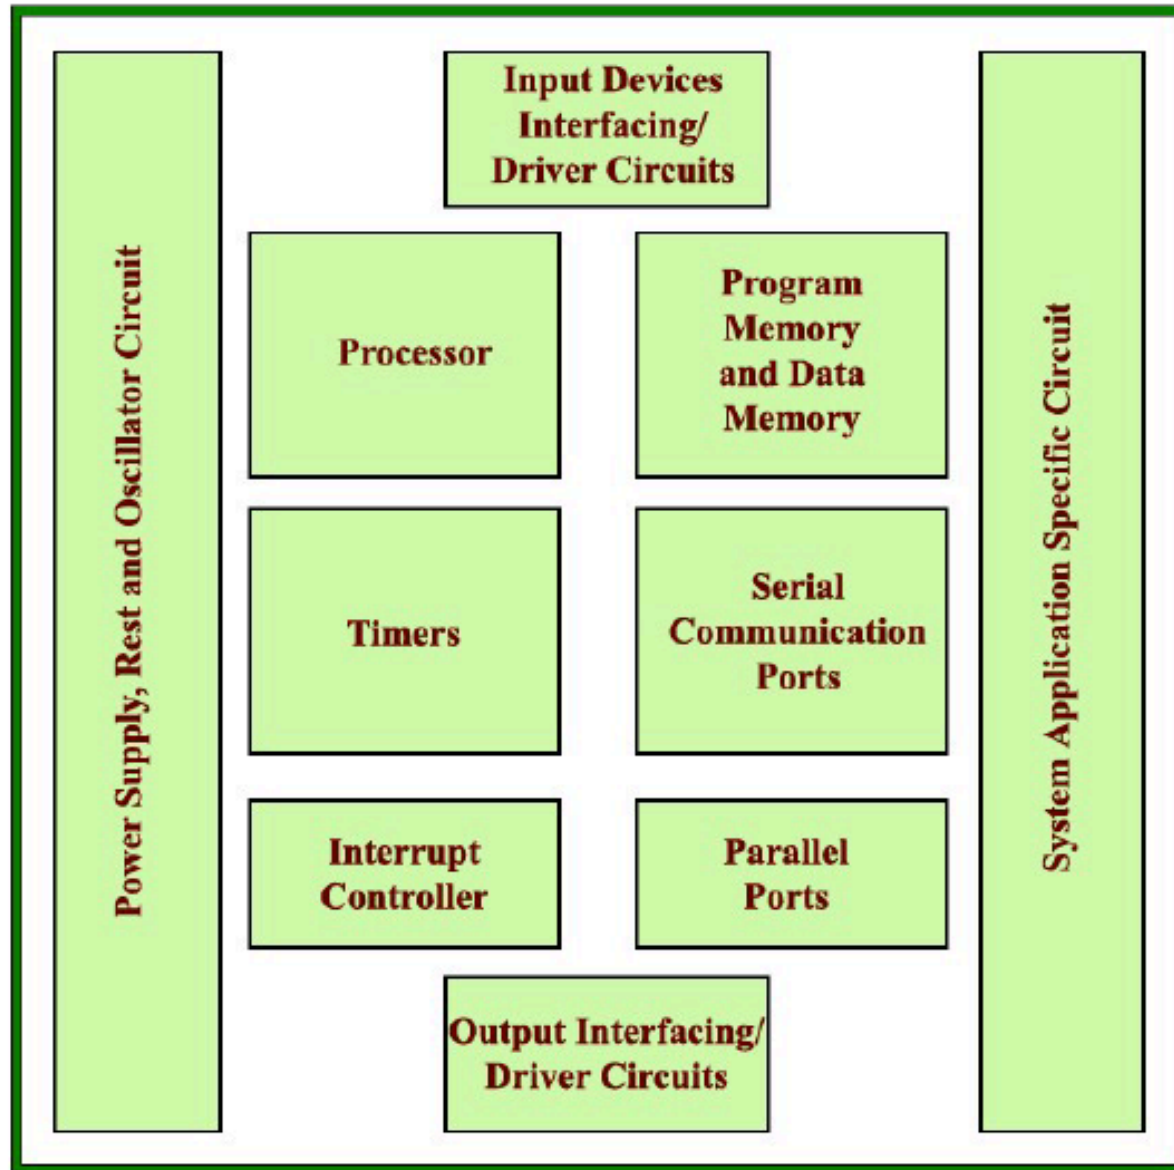 Input Devices
Interfacing/
Driver Circuits
Power Supply, Rest and Oscillator Circuit
Processor
Program
Memory
and Data
Memory
System Application Specific Circuit
Timers
Serial
Communication
Ports
Interrupt
Controller
Parallel
Ports
Output Interfacing/
Driver Circuits